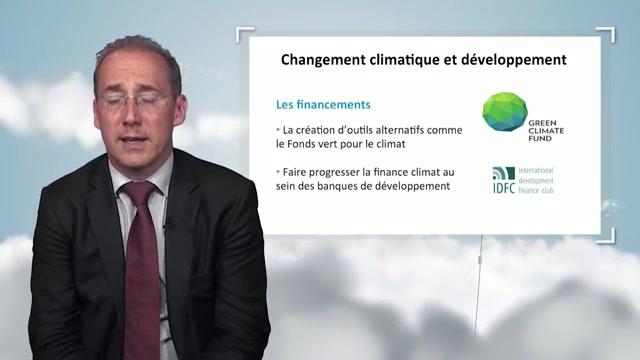 Changement climatique et développement
Les financements
• La création d'outils alternatifs comme
le Fonds vert pour le climat
• Faire progresser la finance climat au
sein des banques de développement
GREEN
CLIMATE
FUND
IDFC
international
development
finance club